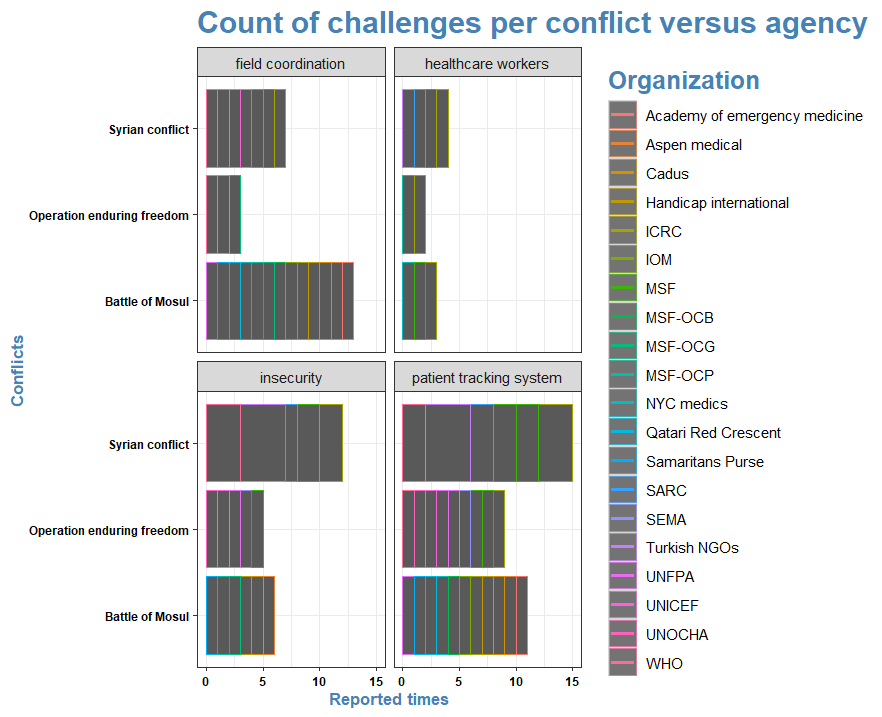 Count of challenges per conflict versus agency
field coordination
healthcare workers
Syrian conflict
Operation enduring freedom
Battle of Mosul
insecurity
patient tracking system
Syrian conflict
Operation enduring freedom
Battle of Mosul
0 5 10 15
0 5 10 15
Reported times
Conflicts
Organization
Academy of emergency medicine
Aspen medical
Cadus
Handicap international
ICRC
IOM
MSF
MSF-OCB
MSF-OCG
MSF-OCP
NYC medics
Qatari Red Crescent
Samaritans Purse
SARC
SEMA
Turkish NGOs
UNFPA
UNICEF
UNOCHA
WHO